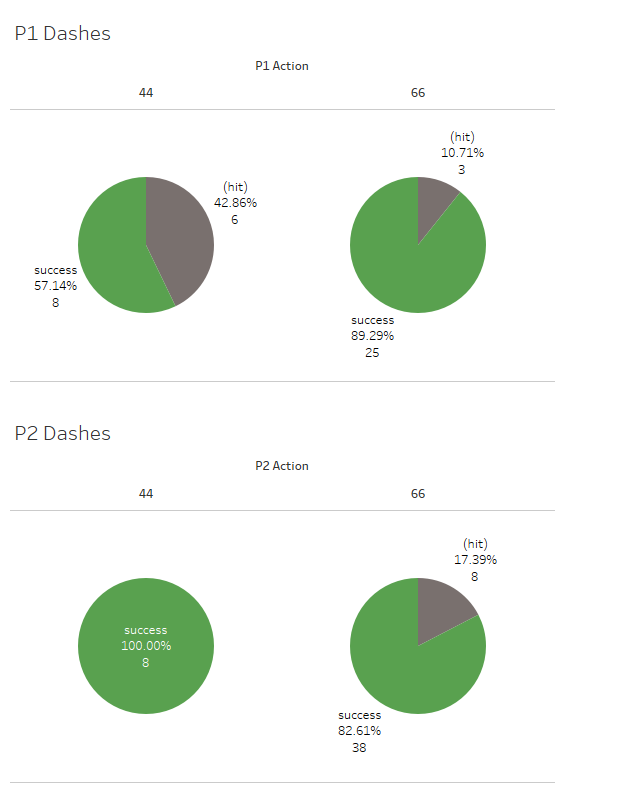 P1 Dashes
P1 Action
44
66
(hit)
10.71%
3
(hit)
42.86%
6
success
57.14%
8
success
89.29%
25
P2 Dashes
P2 Action
44
66
(hit)
17.39%
8
success
100.00%
8
success
82.61%
38